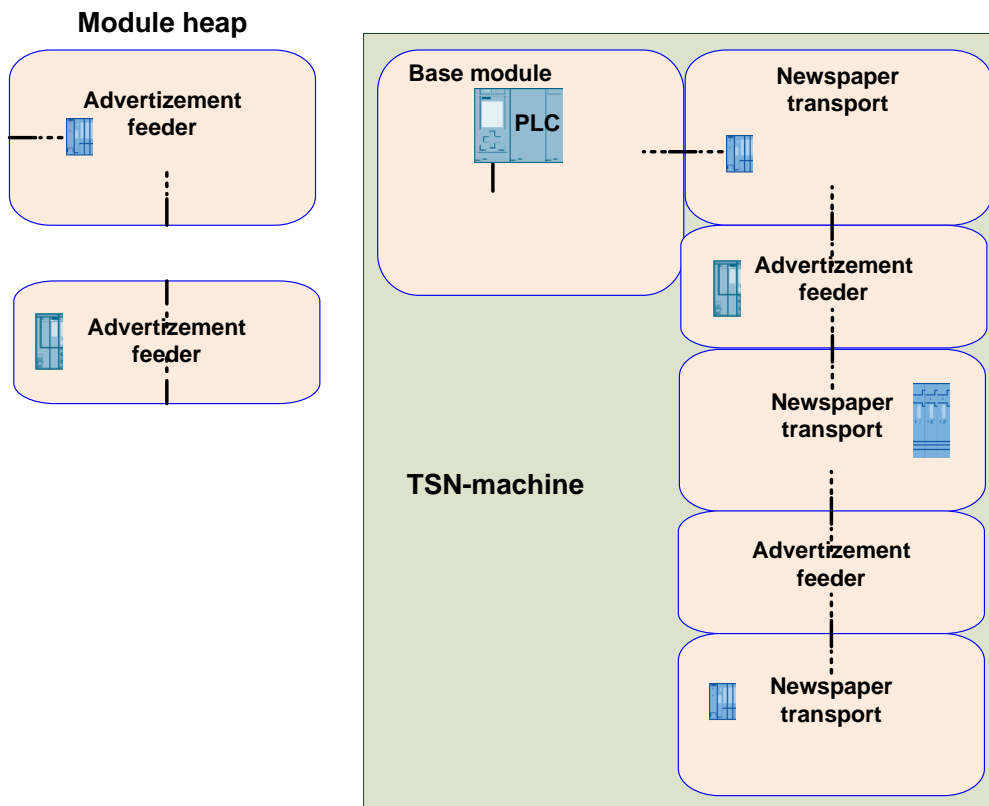 Module heap
Advertizement
feeder
Advertizement
feeder
Base module
PLC
Newspaper
transport
Advertizement
feeder
Newspaper
transport
TSN-machine
Advertizement
feeder
Newspaper
transport